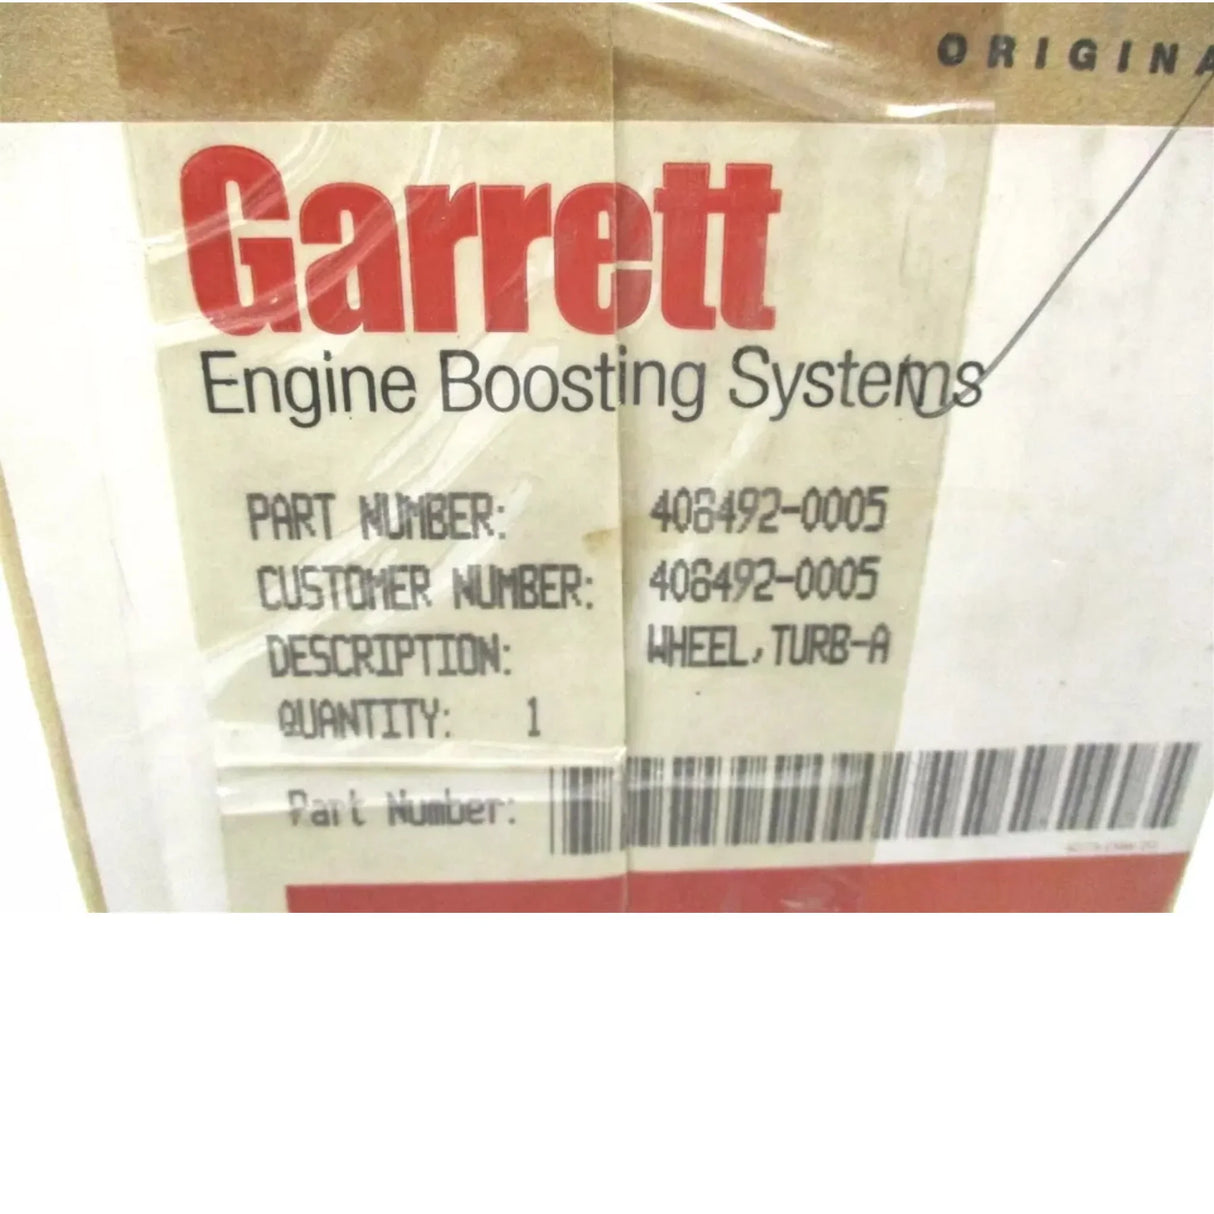 ORIGINA
Garrett
Engine Boosting Systems
PART NUMBER: 408492-0005
CUSTOMER NUMBER: 408492-0005
DESCRIPTION: WHEEL,TURB-A
QUANTITY: 1
Part Number: